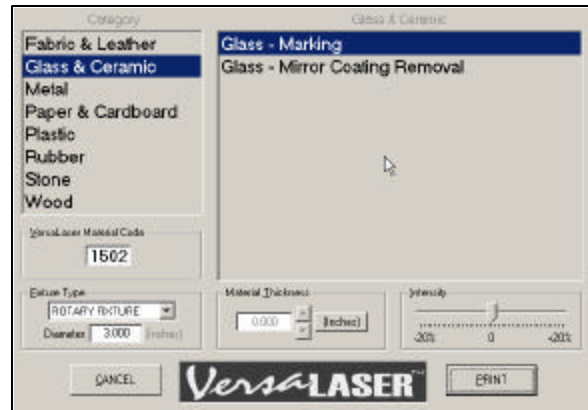 Category
Glass & Ceramic
Fabric & Leather
Glass & Ceramic
Metal
Paper & Cardboard
Plastic
Rubber
Stone
Wood
Glass - Marking
Glass - Mirror Coating Removal
VersaLaser Material Code
1502
Fixture Type
ROTARY FIXTURE
Diameter 3.000 (Inches)
Material Thickness
0.000 (Inches)
Intensity
-20% 0 +20%
CANCEL
VERSALASER™
PRINT